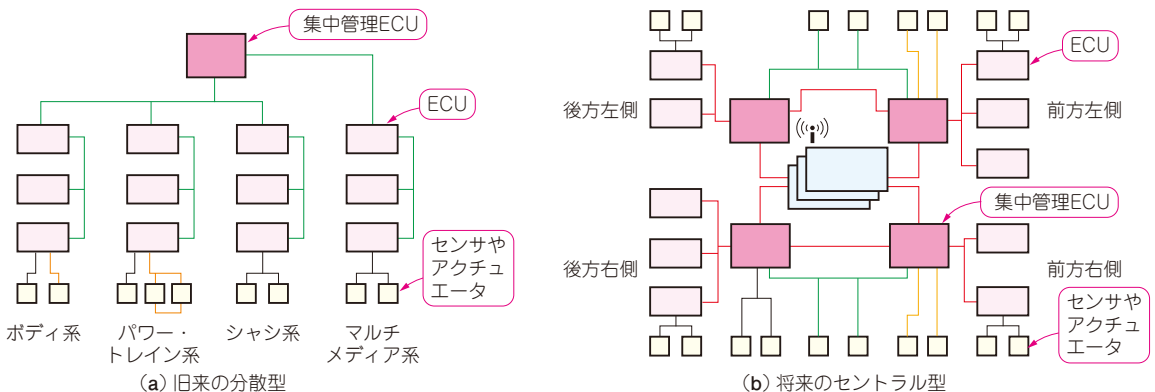 集中管理ECU
ECU
センサや
アクチュ
エータ
ボディ系
パワー・
トレイン系
シャシ系
マルチ
メディア系
(a) 旧来の分散型
後方左側
ECU
前方左側
集中管理ECU
後方右側
前方右側
センサや
アクチュ
エータ
(b) 将来のセントラル型